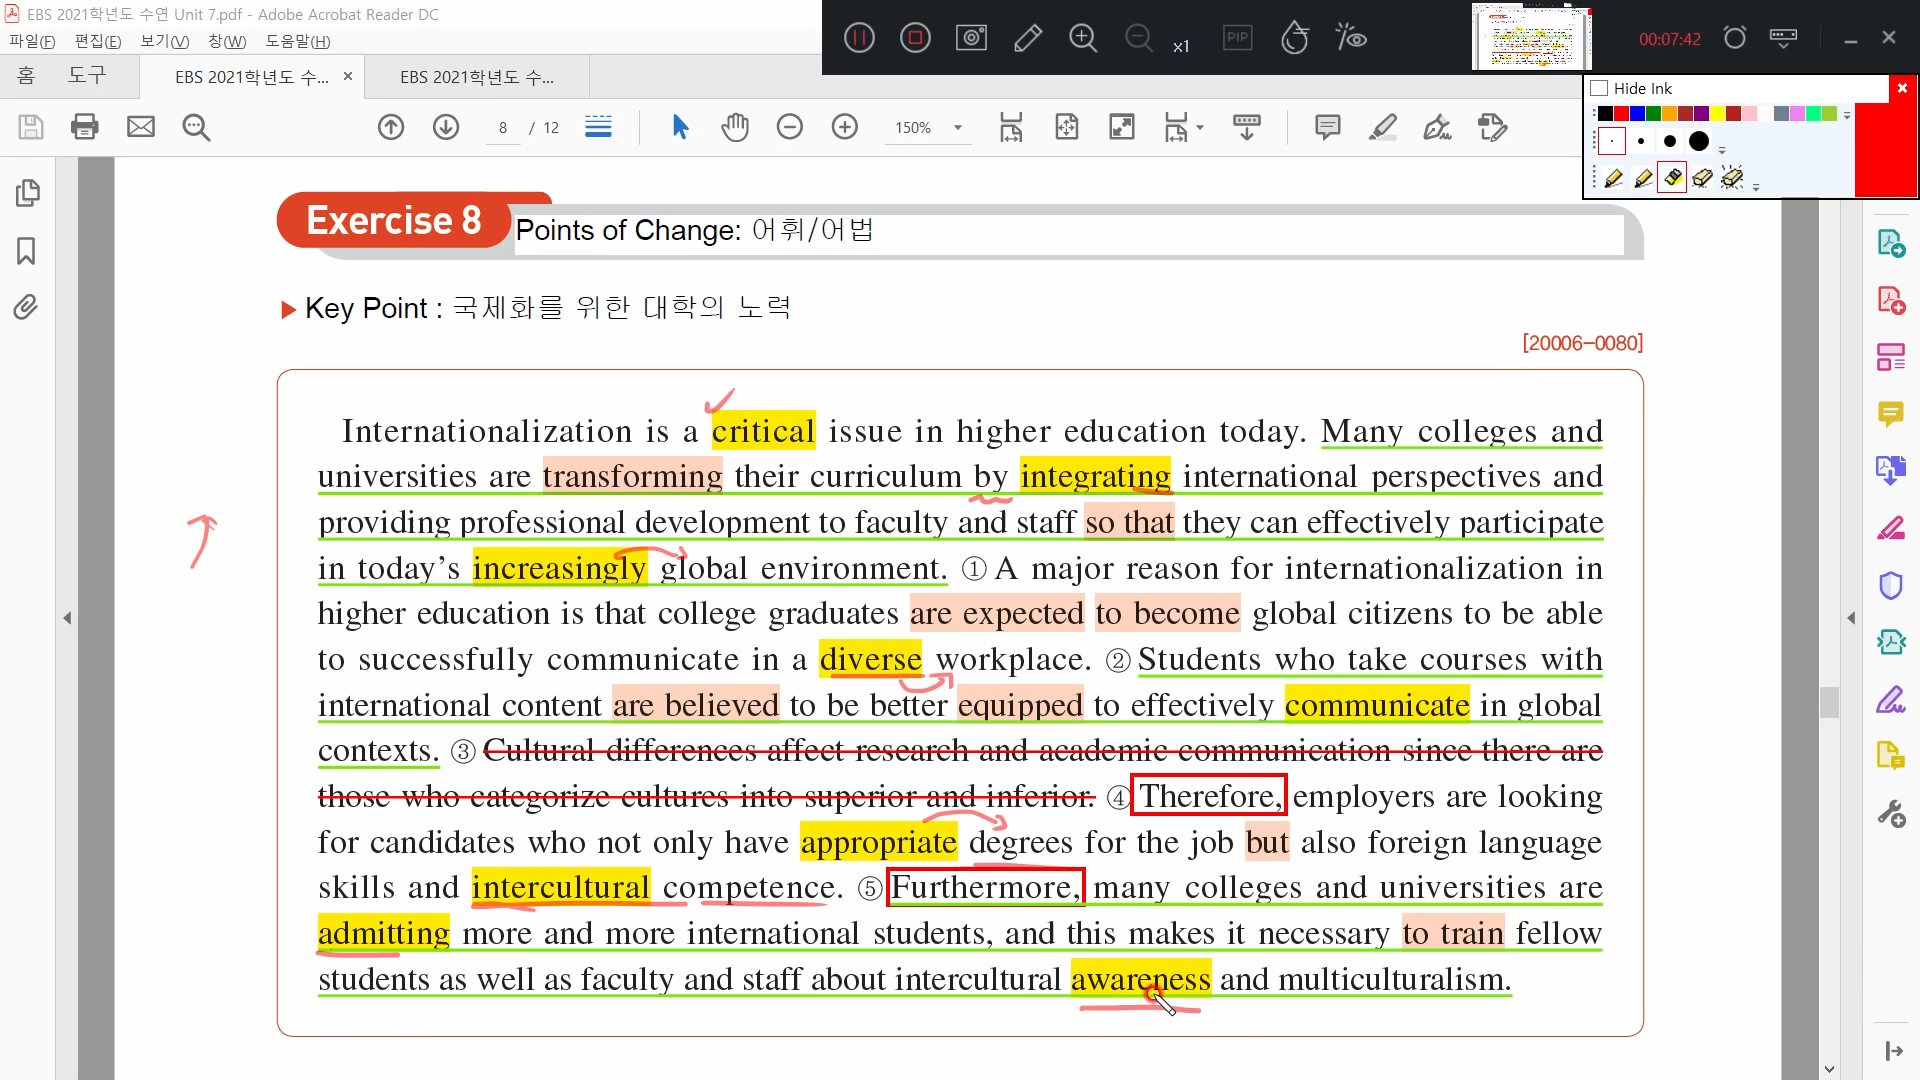 EBS 2021학년도 수연 Unit 7.pdf - Adobe Acrobat Reader DC
파일(F) 편집(E) 보기(V) 창(W) 도움말(H)
x1
PIP
00:07:42
홈 도구 EBS 2021학년도 수... × EBS 2021학년도 수...
Hide Ink
8 / 12 150%
Exercise 8 Points of Change: 어휘/어법
Key Point : 국제화를 위한 대학의 노력
[20006-0080]
Internationalization is a critical issue in higher education today. Many colleges and
universities are transforming their curriculum by integrating international perspectives and
providing professional development to faculty and staff so that they can effectively participate
in today's increasingly global environment. ① A major reason for internationalization in
higher education is that college graduates are expected to become global citizens to be able
to successfully communicate in a diverse workplace. ② Students who take courses with
international content are believed to be better equipped to effectively communicate in global
contexts. ③ Cultural differences affect research and academic communication since there are
those who categorize cultures into superior and inferior. ④ Therefore, employers are looking
for candidates who not only have appropriate degrees for the job but also foreign language
skills and intercultural competence. ⑤ Furthermore, many colleges and universities are
admitting more and more international students, and this makes it necessary to train fellow
students as well as faculty and staff about intercultural awareness and multiculturalism.